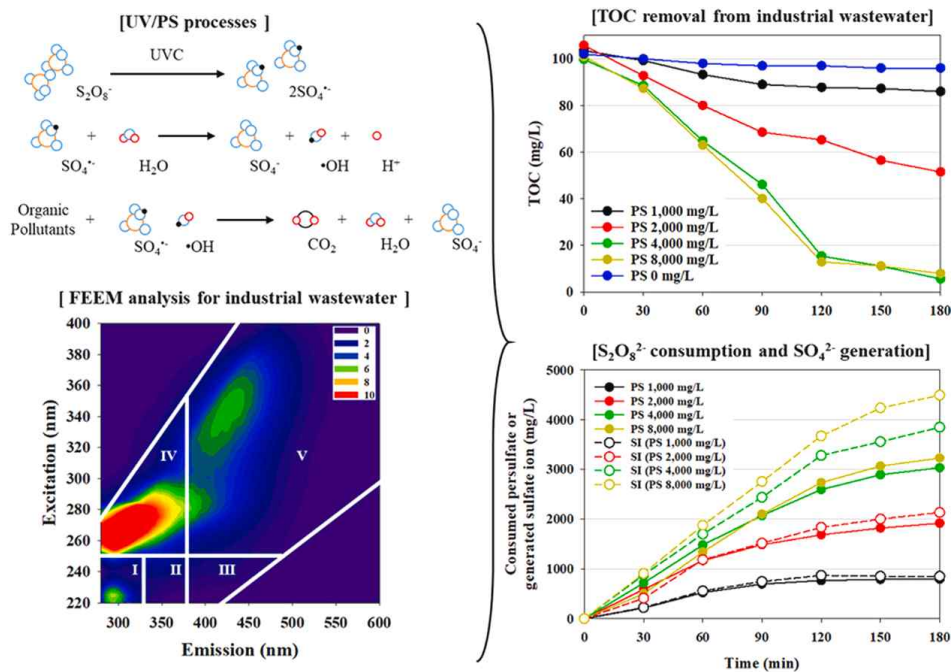 [UV/PS processes ]
UVC
S₂O₈⁻
2SO₄•⁻
+ + +
SO₄•⁻ H₂O SO₄⁻ •OH H⁺
Organic
Pollutants + + +
SO₄•⁻ •OH CO₂ H₂O SO₄⁻
[ FEEM analysis for industrial wastewater ]
400
380
360
340
320
300
280
260
240
220
Excitation (nm)
0
2
4
6
8
10
IV
V
I
II
III
300 350 400 450 500 550 600
Emission (nm)
[TOC removal from industrial wastewater]
120
100
80
60
40
20
0
TOC (mg/L)
PS 1,000 mg/L
PS 2,000 mg/L
PS 4,000 mg/L
PS 8,000 mg/L
PS 0 mg/L
0 30 60 90 120 150 180
[S₂O₈²⁻ consumption and SO₄²⁻ generation]
5000
4000
3000
2000
1000
0
Consumed persulfate or
generated sulfate ion (mg/L)
PS 1,000 mg/L
PS 2,000 mg/L
PS 4,000 mg/L
PS 8,000 mg/L
SI (PS 1,000 mg/L)
SI (PS 2,000 mg/L)
SI (PS 4,000 mg/L)
SI (PS 8,000 mg/L)
0 30 60 90 120 150 180
Time (min)